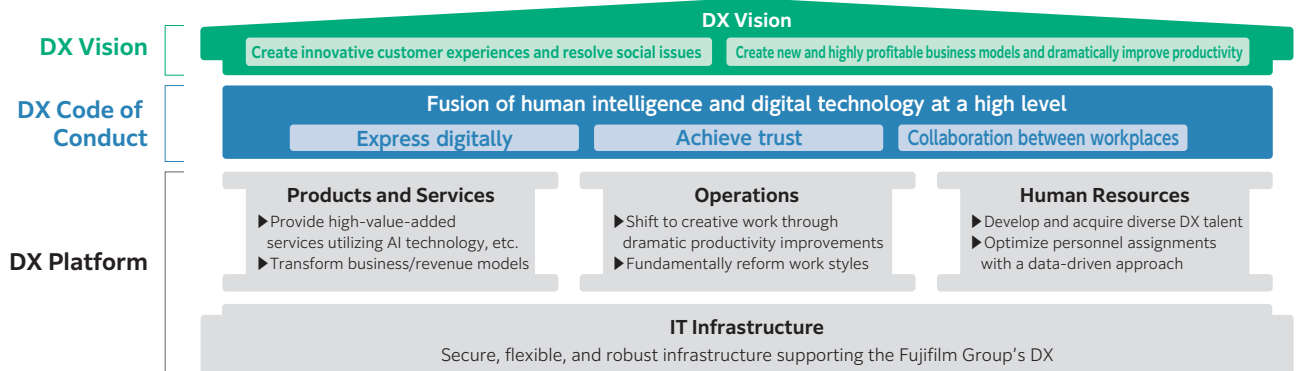 DX Vision
DX Vision
Create innovative customer experiences and resolve social issues
Create new and highly profitable business models and dramatically improve productivity
DX Code of
Conduct
Fusion of human intelligence and digital technology at a high level
Express digitally
Achieve trust
Collaboration between workplaces
DX Platform
Products and Services
▶Provide high-value-added
services utilizing AI technology, etc.
▶Transform business/revenue models
Operations
▶Shift to creative work through
dramatic productivity improvements
▶Fundamentally reform work styles
Human Resources
▶Develop and acquire diverse DX talent
▶Optimize personnel assignments
with a data-driven approach
IT Infrastructure
Secure, flexible, and robust infrastructure supporting the Fujifilm Group's DX